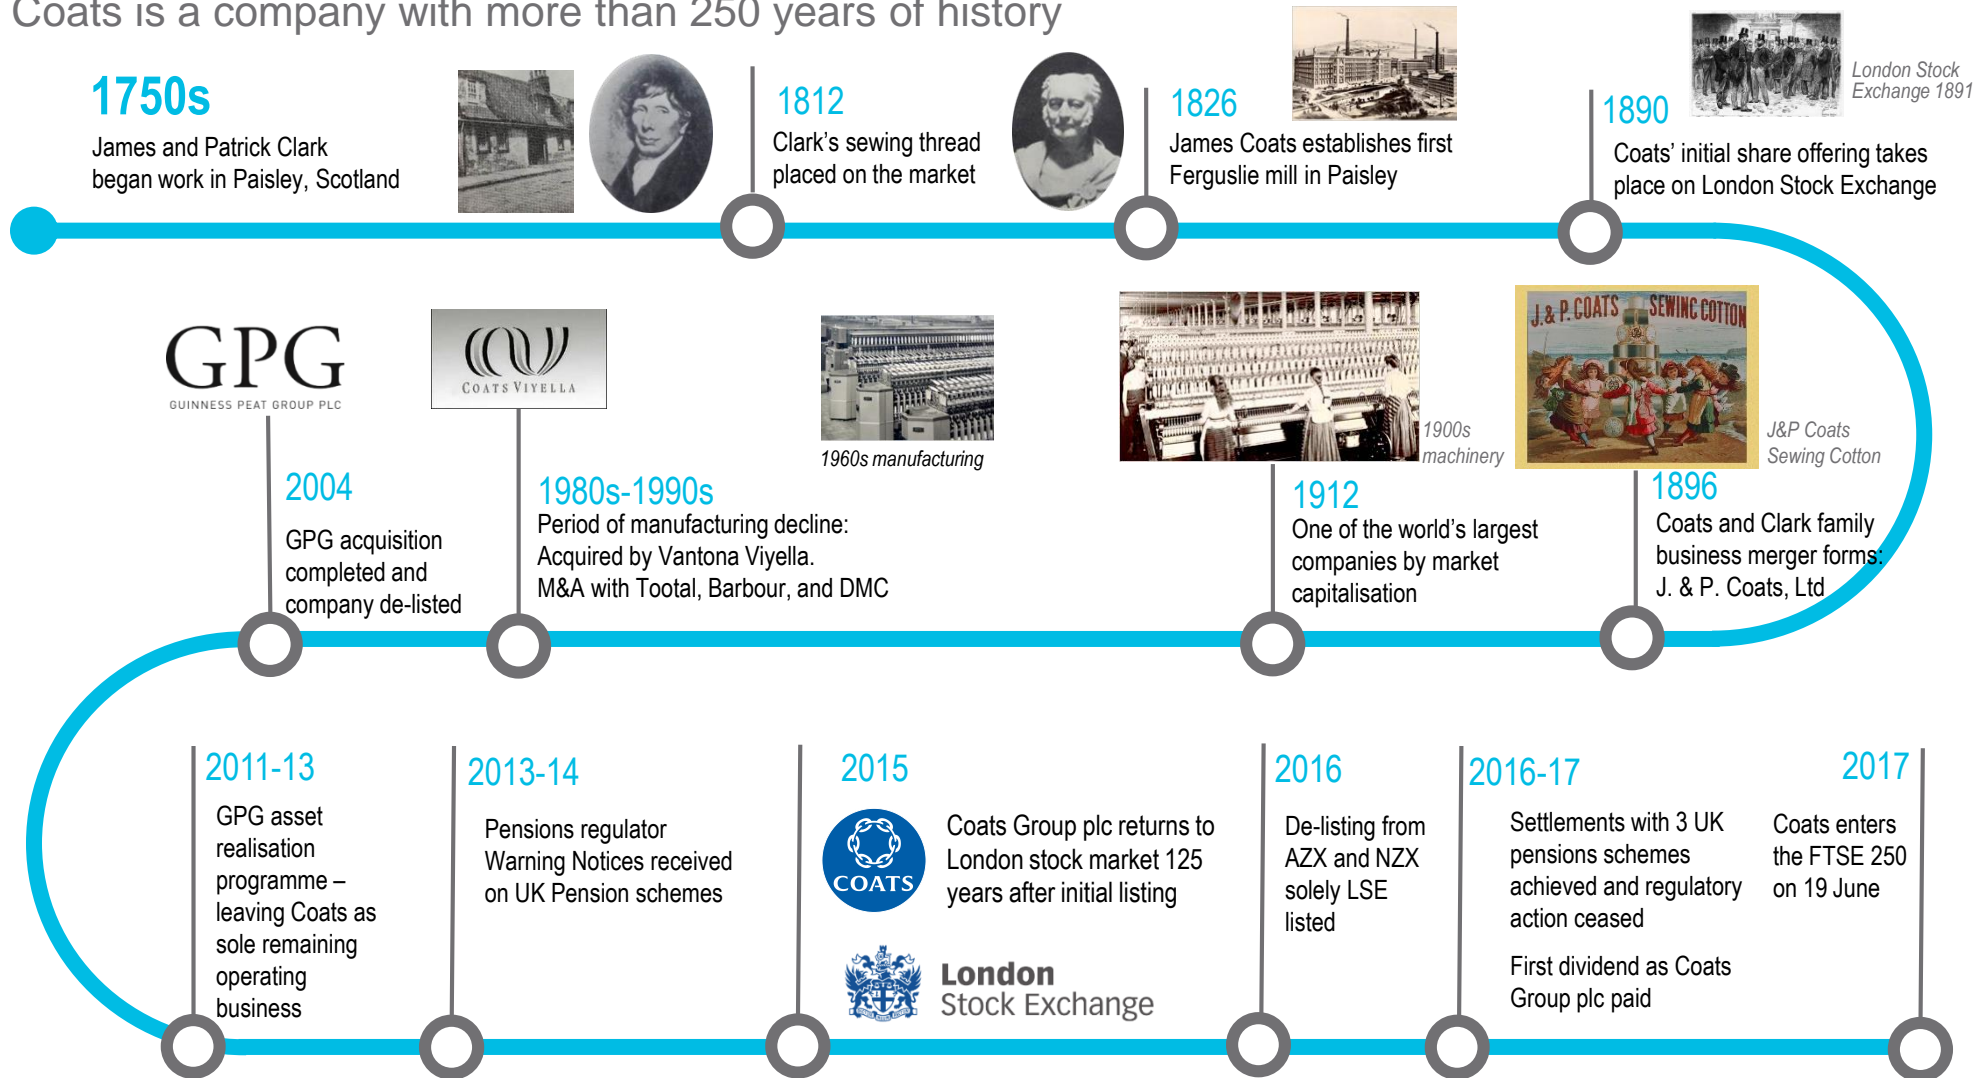 Coats is a company with more than 250 years of history
1750s
James and Patrick Clark
began work in Paisley, Scotland
1812
Clark's sewing thread
placed on the market
1826
James Coats establishes first
Ferguslie mill in Paisley
1890
Coats' initial share offering takes
place on London Stock Exchange
London Stock
Exchange 1891
J. & P. COATS SEWING COTTON
J&P Coats
Sewing Cotton
1896
Coats and Clark family
business merger forms:
J. & P. Coats, Ltd
1900s
machinery
1912
One of the world's largest
companies by market
capitalisation
1960s manufacturing
COATS VIYELLA
1980s-1990s
Period of manufacturing decline:
Acquired by Vantona Viyella.
M&A with Tootal, Barbour, and DMC
GPG
GUINNESS PEAT GROUP PLC
2004
GPG acquisition
completed and
company de-listed
2011-13
GPG asset
realisation
programme –
leaving Coats as
sole remaining
operating
business
2013-14
Pensions regulator
Warning Notices received
on UK Pension schemes
2015
COATS
Coats Group plc returns to
London stock market 125
years after initial listing
London
Stock Exchange
2016
De-listing from
AZX and NZX
solely LSE
listed
2016-17
Settlements with 3 UK
pensions schemes
achieved and regulatory
action ceased
First dividend as Coats
Group plc paid
2017
Coats enters
the FTSE 250
on 19 June